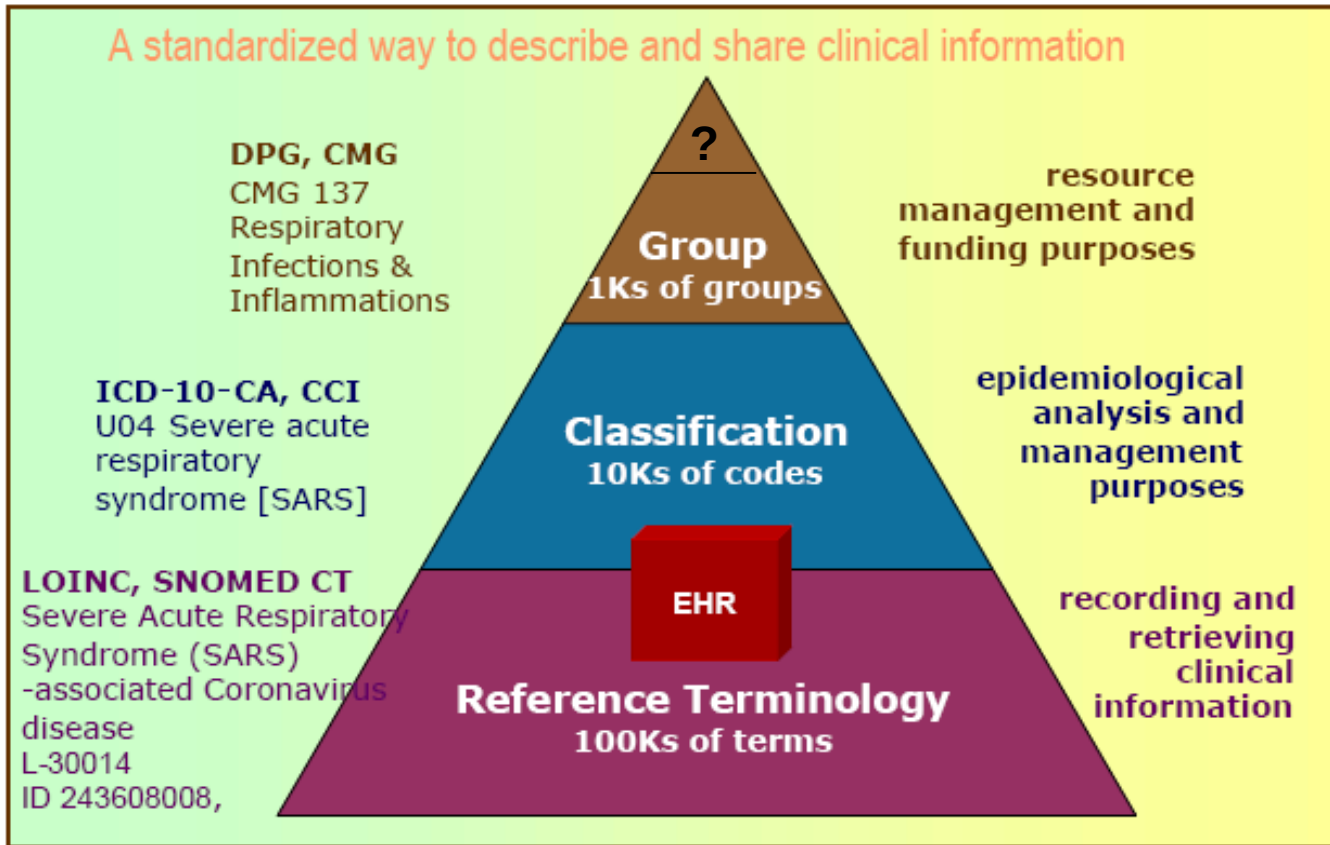 A standardized way to describe and share clinical information
?
DPG, CMG
CMG 137
Respiratory
Infections &
Inflammations
Group
1Ks of groups
resource
management and
funding purposes
ICD-10-CA, CCI
U04 Severe acute
respiratory
syndrome [SARS]
Classification
10Ks of codes
epidemiological
analysis and
management
purposes
LOINC, SNOMED CT
Severe Acute Respiratory
Syndrome (SARS)
-associated Coronavirus
disease
L-30014
ID 243608008,
EHR
Reference Terminology
100Ks of terms
recording and
retrieving
clinical
information